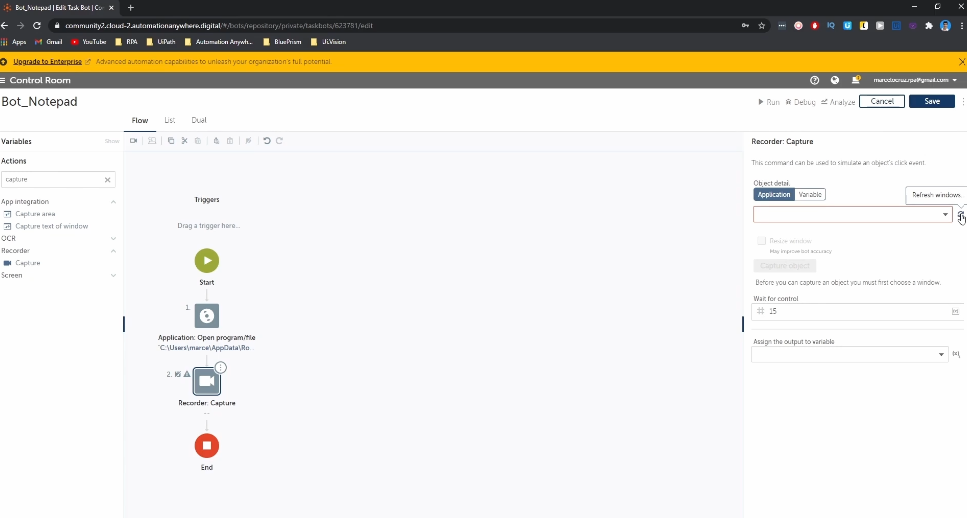 Bot_Notepad | Edit Task Bot | Cor
community2.cloud-2.automationanywhere.digital/#/bots/repository/private/taskbots/623781/edit
Apps Gmail YouTube RPA UiPath Automation Anywh... BluePrism Ui.Vision
Upgrade to Enterprise Advanced automation capabilities to unleash your organization's full potential.
Control Room
marcelocruz.rpa@gmail.com
Bot_Notepad
Run Debug Analyze Cancel Save
Flow List Dual
Variables Show
Actions
capture
App integration
Capture area
Capture text of window
OCR
Recorder
Capture
Screen
Triggers
Drag a trigger here...
Start
1.
Application: Open program/file
"C:\Users\marce\AppData\Ro...
2.
Recorder: Capture
...
End
Recorder: Capture
This command can be used to simulate an object's click event.
Object detail
Application Variable
Refresh windows
Resize window
May improve bot accuracy
Capture object
Before you can capture an object you must first choose a window.
Wait for control
# 15
(x)
Assign the output to variable
(x)